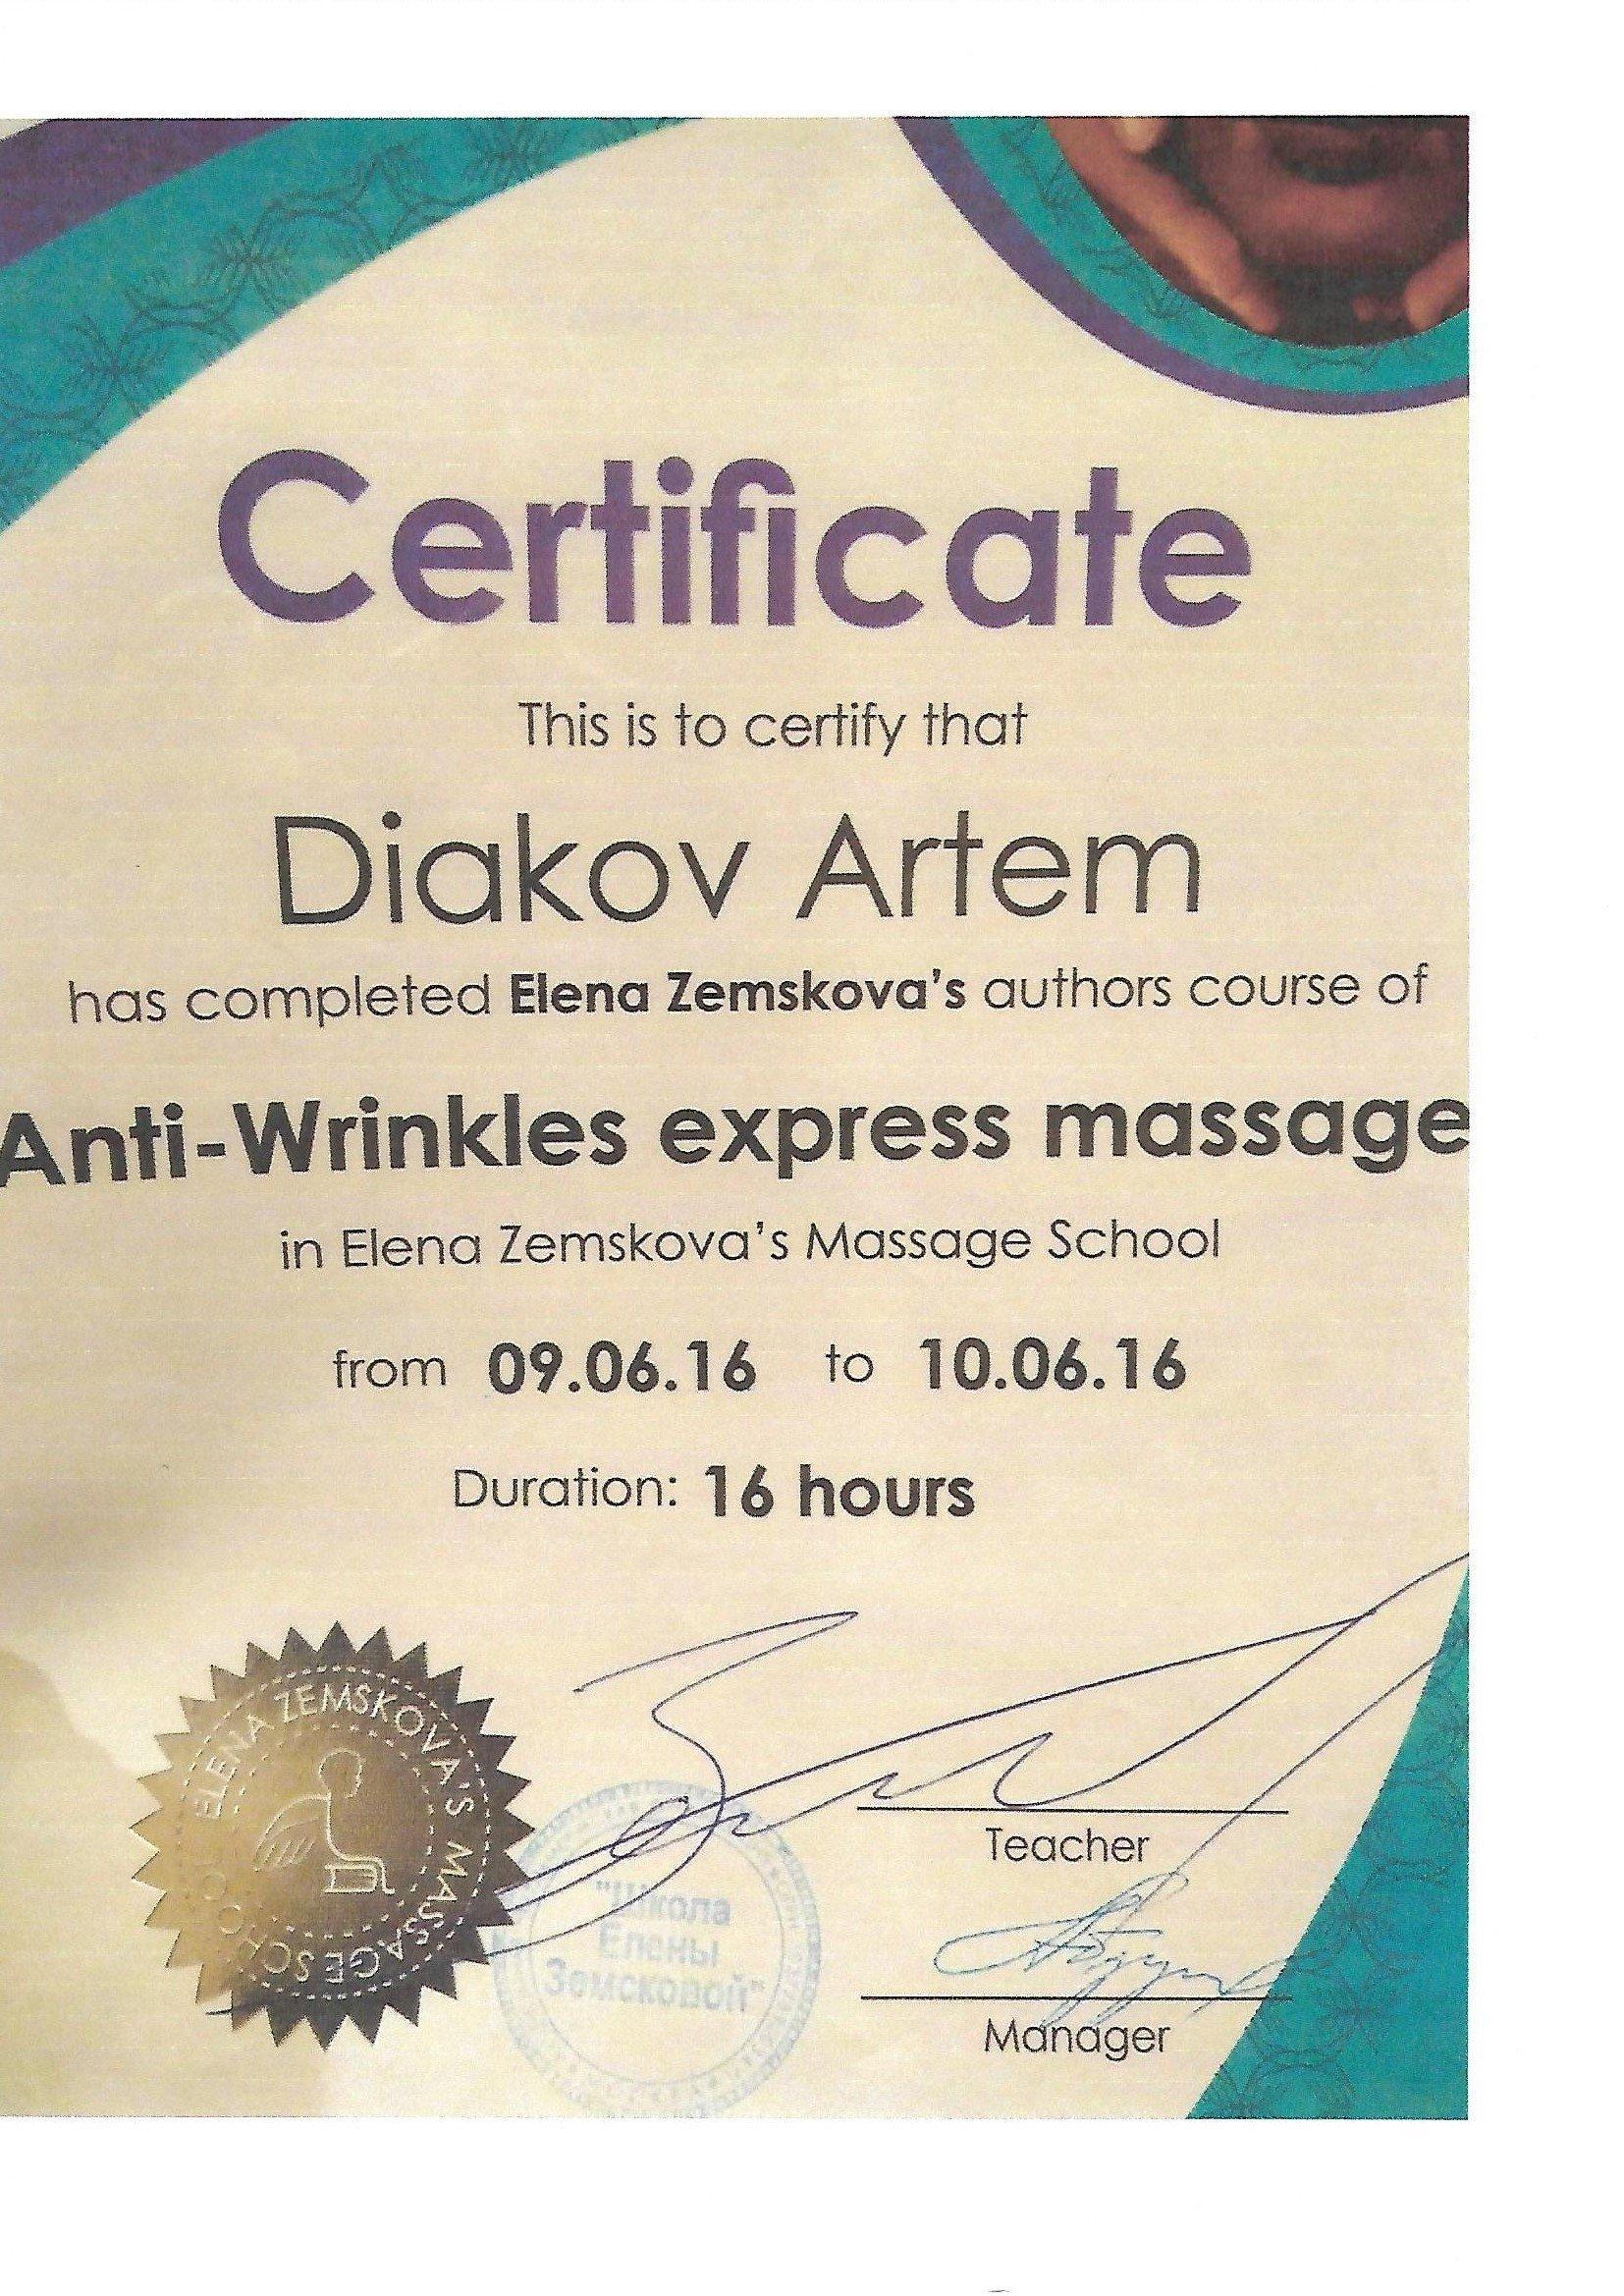 Certificate
This is to certify that
Diakov Artem
has completed Elena Zemskova's authors course of
Anti-Wrinkles express massage
in Elena Zemskova's Massage School
from 09.06.16 to 10.06.16
Duration: 16 hours
ELENA ZEMSKOVA'S MASSAGE SCHOOL
Teacher
"Школа
Елены
Земсковой"
Manager